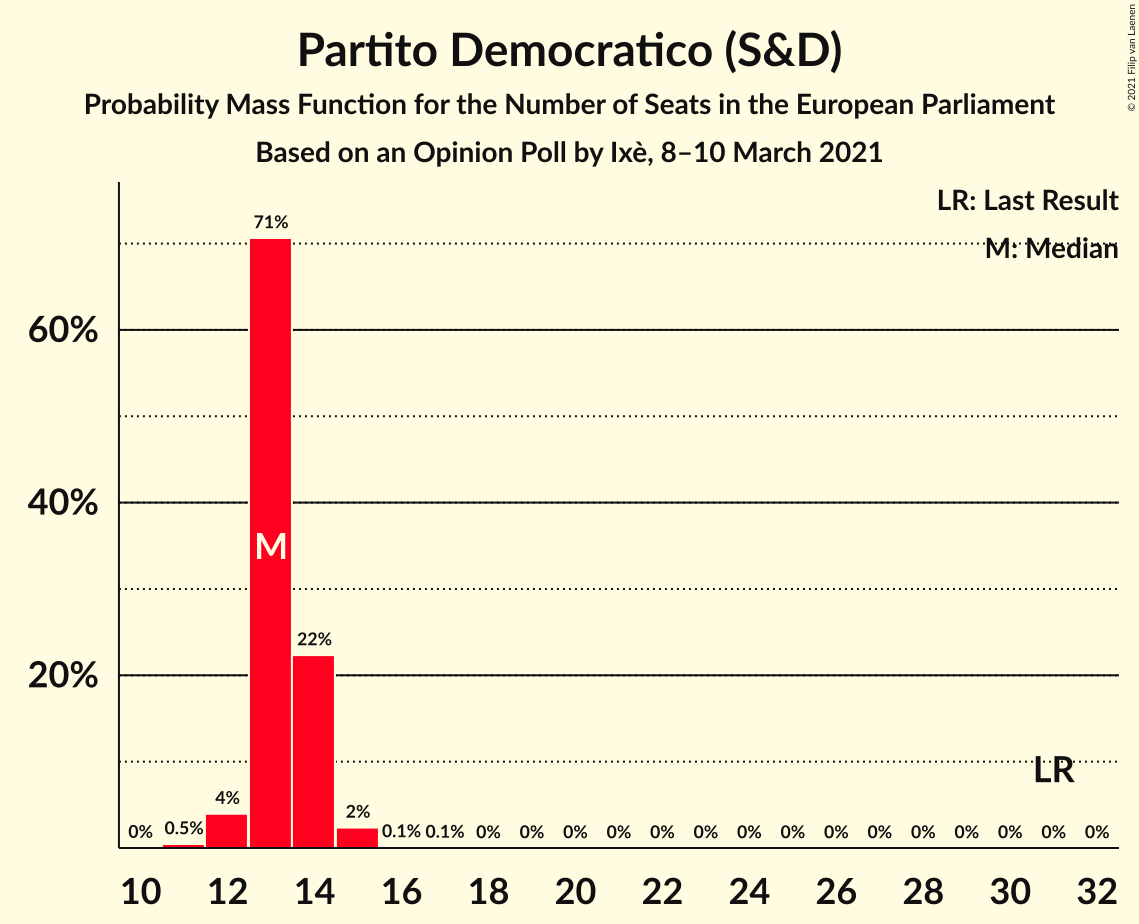 Partito Democratico (S&D)
Probability Mass Function for the Number of Seats in the European Parliament
Based on an Opinion Poll by Ixè, 8–10 March 2021
© 2021 Filip van Laenen
LR: Last Result
M: Median
71%
60%
40%
M
22%
20%
LR
0% 0.5% 4% 2% 0.1% 0.1% 0% 0% 0% 0% 0% 0% 0% 0% 0% 0% 0% 0% 0% 0% 0%
10 12 14 16 18 20 22 24 26 28 30 32